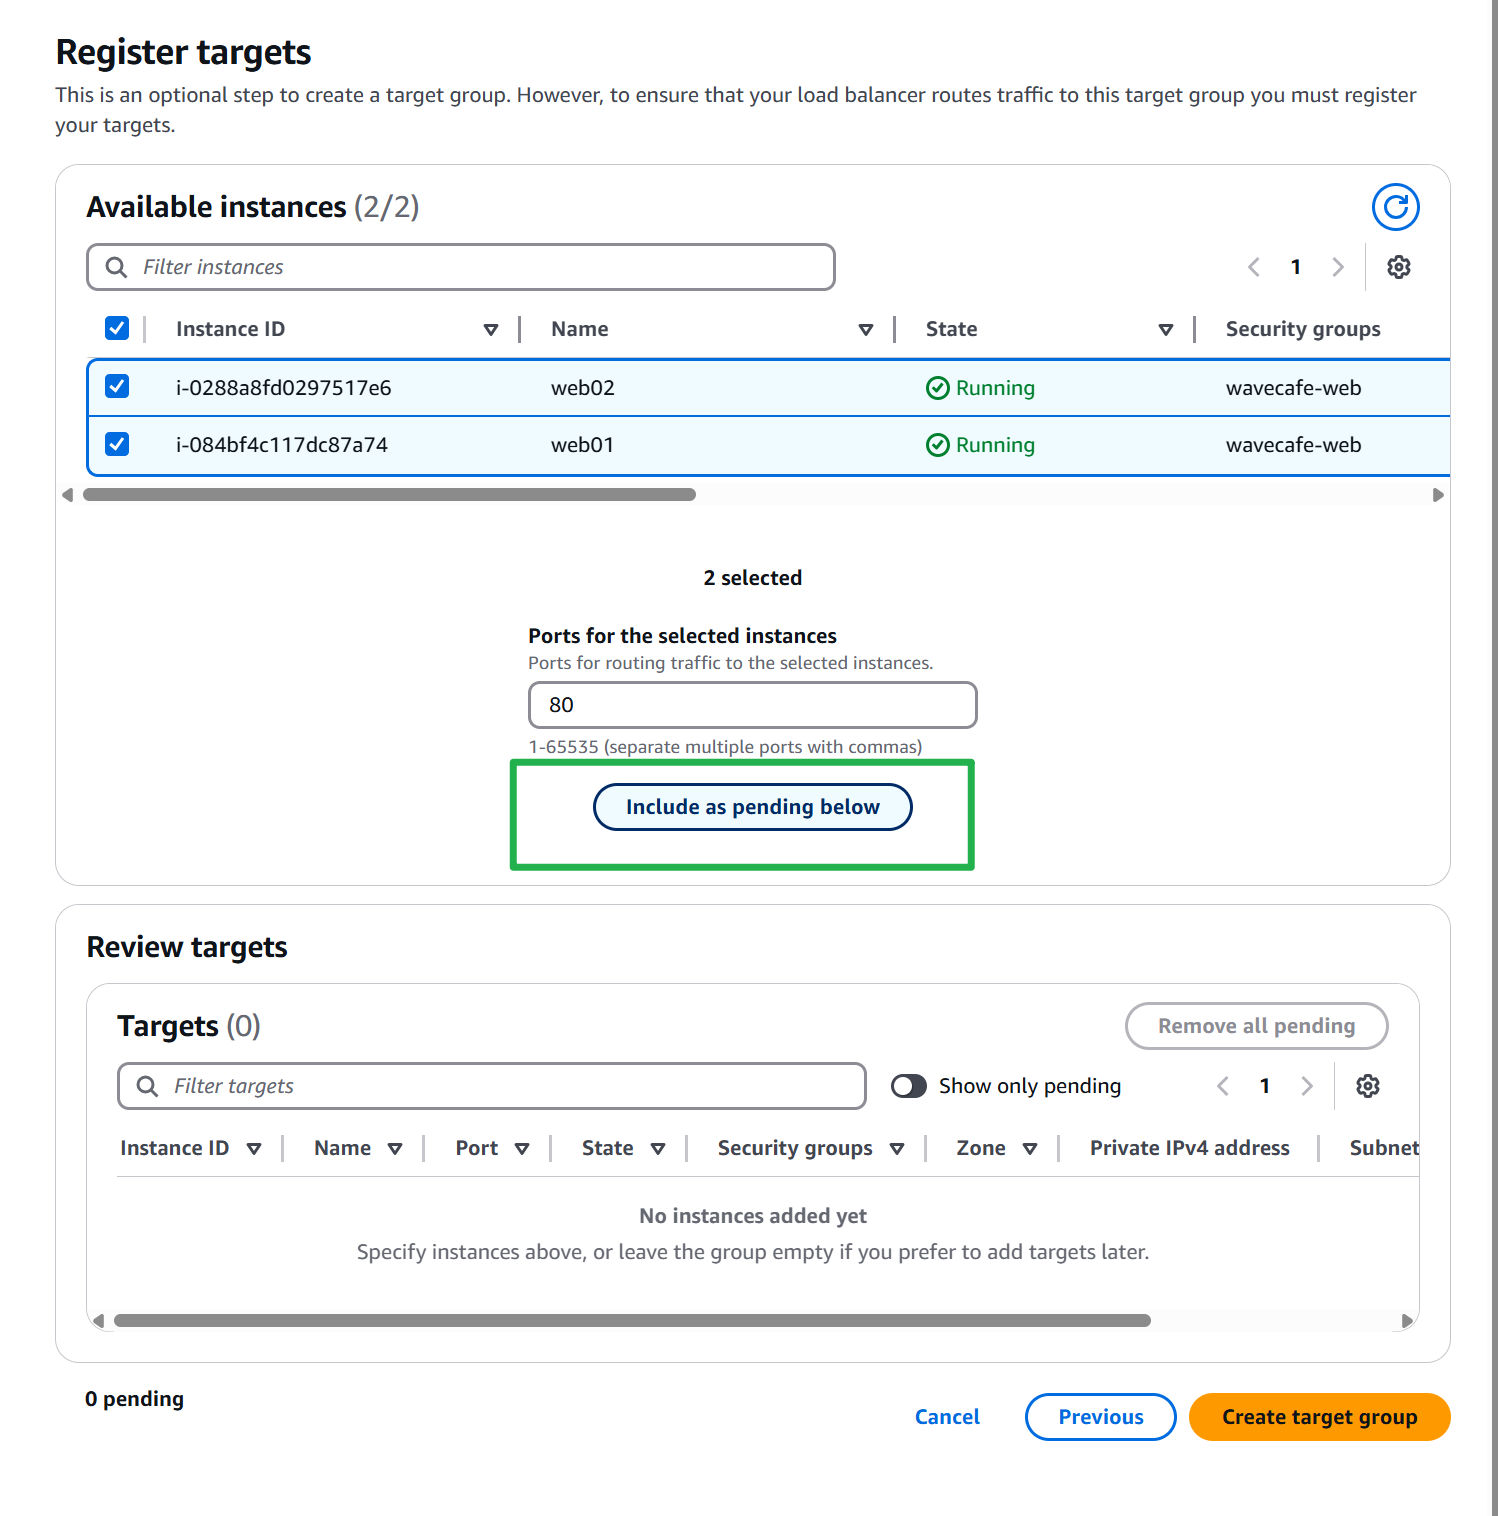 Register targets
This is an optional step to create a target group. However, to ensure that your load balancer routes traffic to this target group you must register
your targets.
Available instances (2/2)
Filter instances
1
Instance ID Name State Security groups
i-0288a8fd0297517e6 web02 Running wavecafe-web
i-084bf4c117dc87a74 web01 Running wavecafe-web
2 selected
Ports for the selected instances
Ports for routing traffic to the selected instances.
80
1-65535 (separate multiple ports with commas)
Include as pending below
Review targets
Targets (0)
Remove all pending
Filter targets
Show only pending
1
Instance ID Name Port State Security groups Zone Private IPv4 address Subnet
No instances added yet
Specify instances above, or leave the group empty if you prefer to add targets later.
0 pending
Cancel
Previous
Create target group